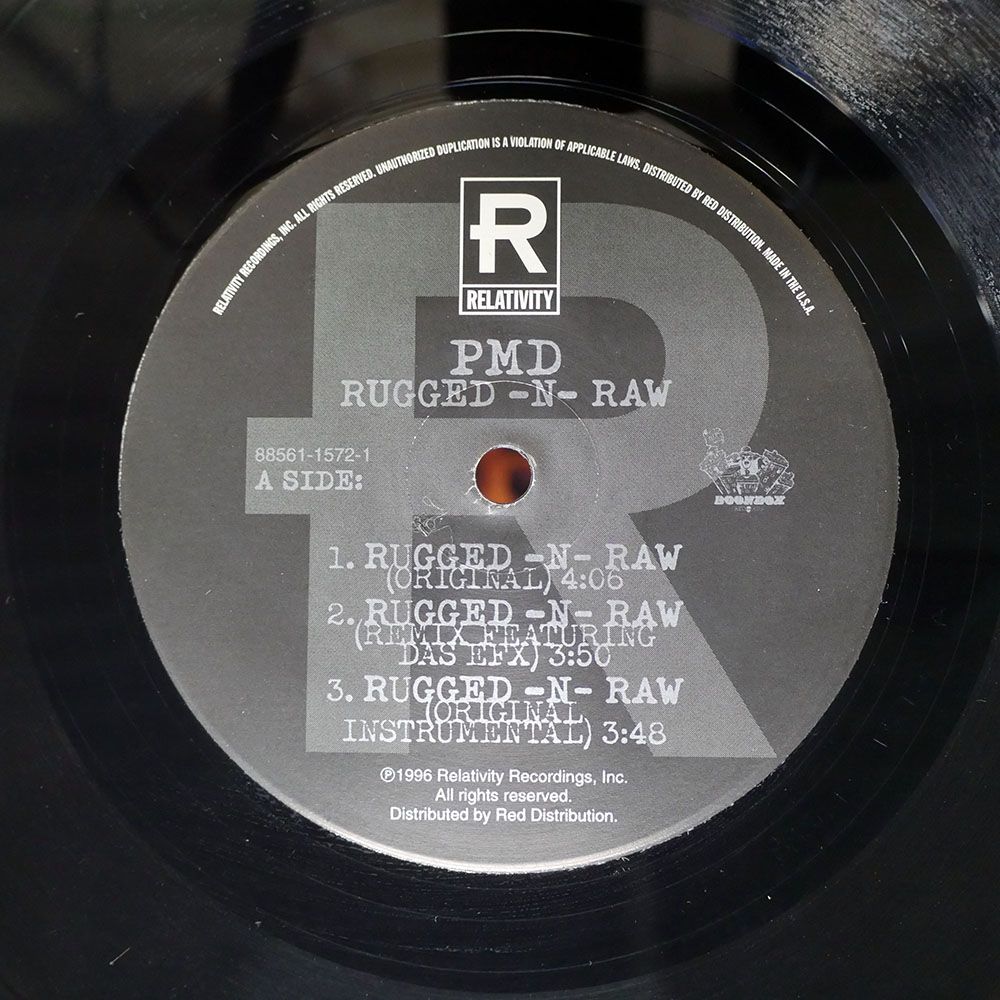 RELATIVITY RECORDINGS, INC. ALL RIGHTS RESERVED. UNAUTHORIZED DUPLICATION IS A VIOLATION OF APPLICABLE LAWS. DISTRIBUTED BY RED DISTRIBUTION. MADE IN THE U.S.A.
R
RELATIVITY
PMD
RUGGED -N- RAW
88561-1572-1
A SIDE:
BOONDOX
1. RUGGED -N- RAW
(ORIGINAL) 4:06
2. RUGGED -N- RAW
(REMIX FEATURING
DAS EFX) 3:50
3. RUGGED -N- RAW
(ORIGINAL
INSTRUMENTAL) 3:48
℗1996 Relativity Recordings, Inc.
All rights reserved.
Distributed by Red Distribution.